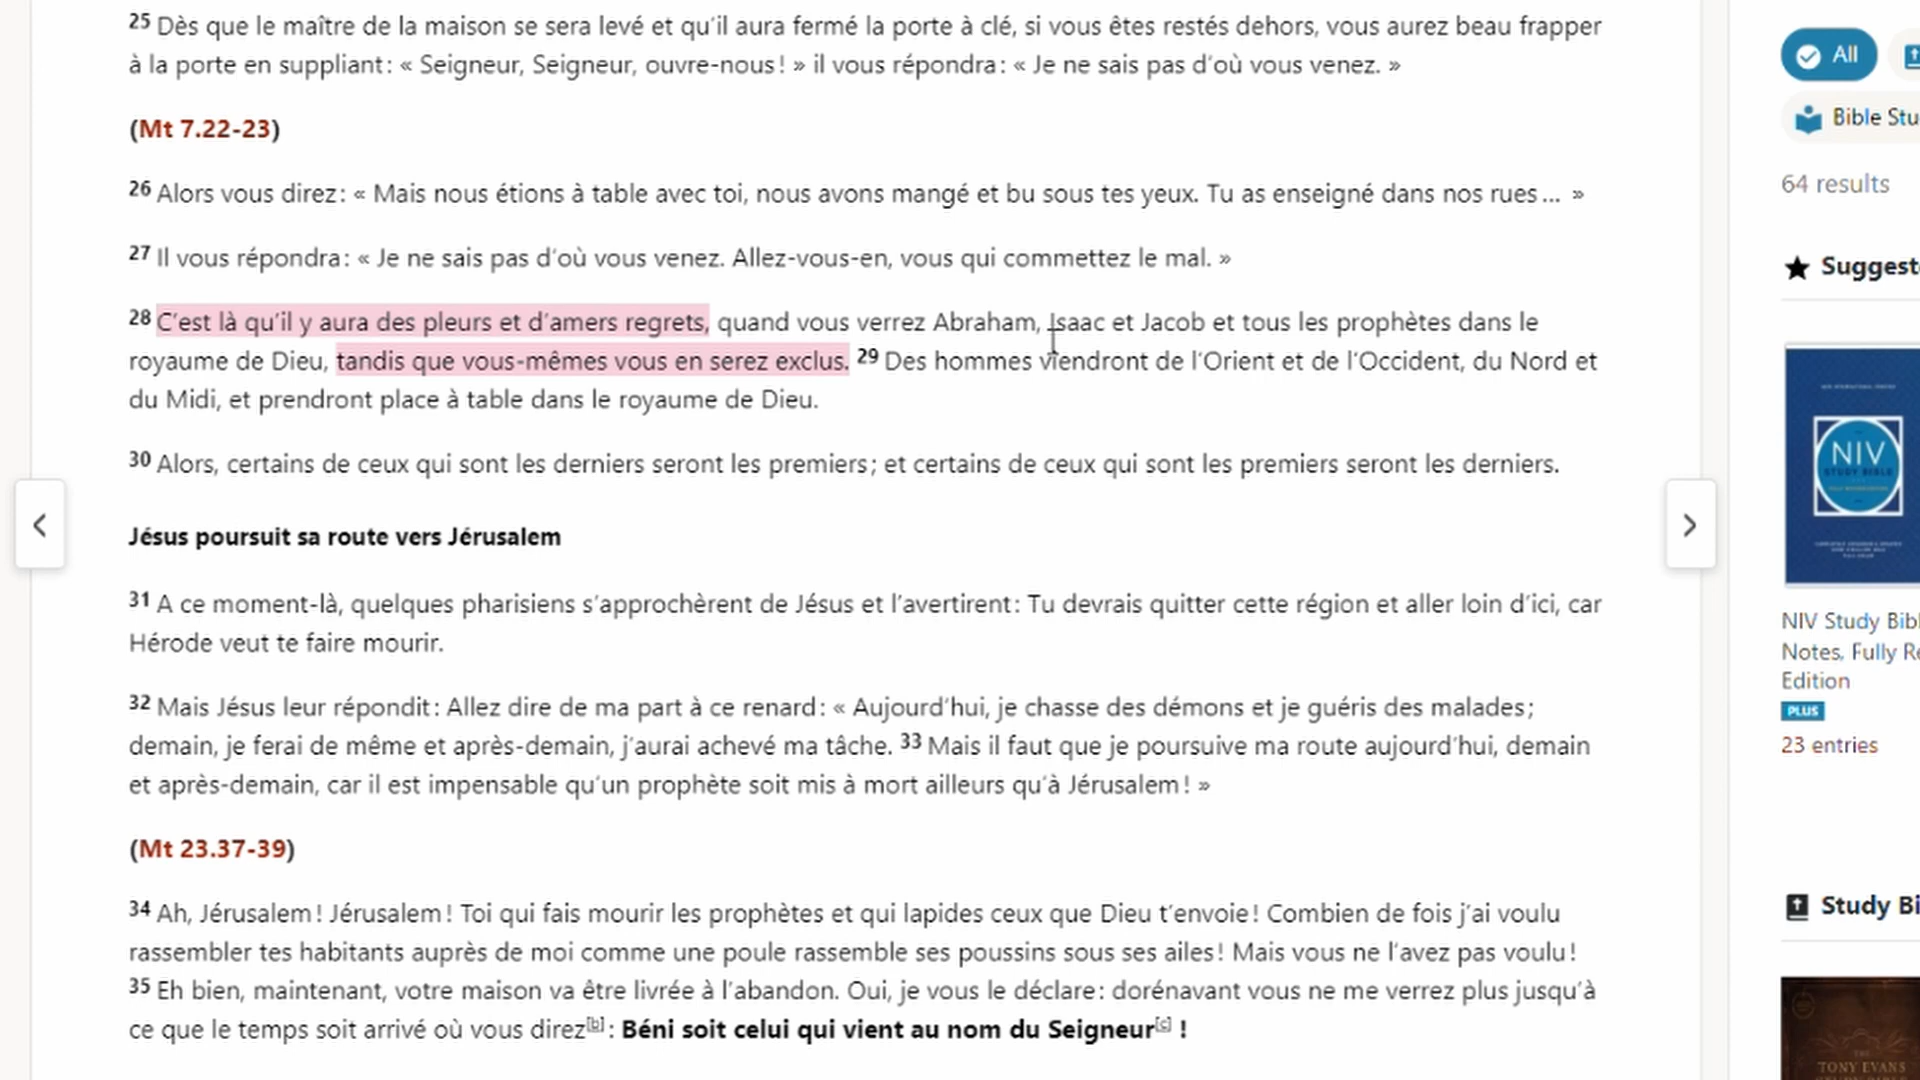 25 Dès que le maître de la maison se sera levé et qu'il aura fermé la porte à clé, si vous êtes restés dehors, vous aurez beau frapper
à la porte en suppliant : « Seigneur, Seigneur, ouvre-nous ! » il vous répondra : « Je ne sais pas d'où vous venez. »
(Mt 7.22-23)
26 Alors vous direz : « Mais nous étions à table avec toi, nous avons mangé et bu sous tes yeux. Tu as enseigné dans nos rues ... »
27 Il vous répondra : « Je ne sais pas d'où vous venez. Allez-vous-en, vous qui commettez le mal. »
28 C'est là qu'il y aura des pleurs et d'amers regrets, quand vous verrez Abraham, Isaac et Jacob et tous les prophètes dans le
royaume de Dieu, tandis que vous-mêmes vous en serez exclus. 29 Des hommes viendront de l'Orient et de l'Occident, du Nord et
du Midi, et prendront place à table dans le royaume de Dieu.
30 Alors, certains de ceux qui sont les derniers seront les premiers ; et certains de ceux qui sont les premiers seront les derniers.
Jésus poursuit sa route vers Jérusalem
31 A ce moment-là, quelques pharisiens s'approchèrent de Jésus et l'avertirent : Tu devrais quitter cette région et aller loin d'ici, car
Hérode veut te faire mourir.
32 Mais Jésus leur répondit : Allez dire de ma part à ce renard : « Aujourd'hui, je chasse des démons et je guéris des malades ;
demain, je ferai de même et après-demain, j'aurai achevé ma tâche. 33 Mais il faut que je poursuive ma route aujourd'hui, demain
et après-demain, car il est impensable qu'un prophète soit mis à mort ailleurs qu'à Jérusalem ! »
(Mt 23.37-39)
34 Ah, Jérusalem ! Jérusalem ! Toi qui fais mourir les prophètes et qui lapides ceux que Dieu t'envoie ! Combien de fois j'ai voulu
rassembler tes habitants auprès de moi comme une poule rassemble ses poussins sous ses ailes ! Mais vous ne l'avez pas voulu !
35 Eh bien, maintenant, votre maison va être livrée à l'abandon. Oui, je vous le déclare : dorénavant vous ne me verrez plus jusqu'à
ce que le temps soit arrivé où vous direz[b] : Béni soit celui qui vient au nom du Seigneur[c] !
All
Bible Stu
64 results
Suggest
NIV
STUDY BIBLE
NIV Study Bibl
Notes, Fully Re
Edition
PLUS
23 entries
Study Bi
THE
TONY EVANS